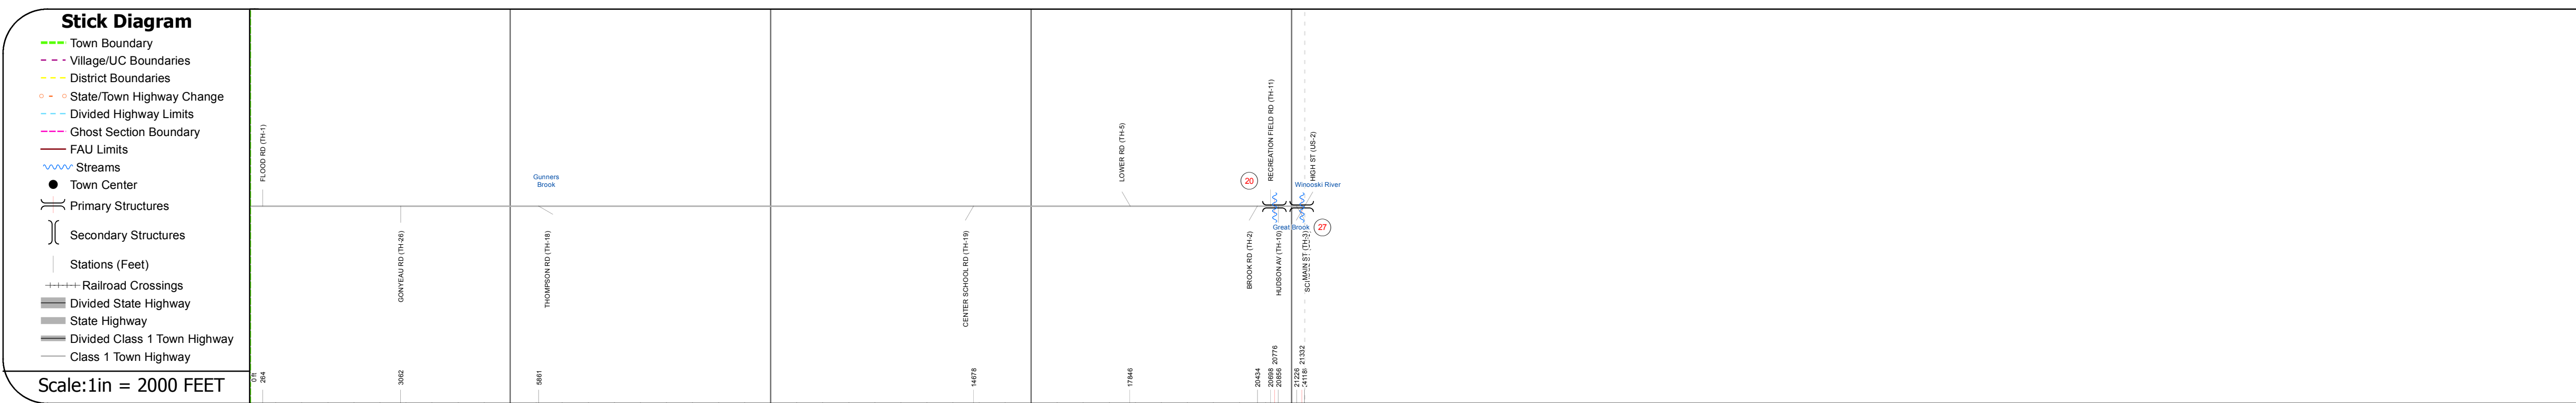 Stick Diagram
Town Boundary
Village/UC Boundaries
District Boundaries
State/Town Highway Change
Divided Highway Limits
Ghost Section Boundary
FAU Limits
Streams
Town Center
Primary Structures
Secondary Structures
Stations (Feet)
Railroad Crossings
Divided State Highway
State Highway
Divided Class 1 Town Highway
Class 1 Town Highway
Scale:1in = 2000 FEET
FLOOD RD (TH-1)
GONYEAU RD (TH-26)
Gunners
Brook
THOMPSON RD (TH-18)
CENTER SCHOOL RD (TH-19)
LOWER RD (TH-5)
BROOK RD (TH-2)
20
RECREATION FIELD RD (TH-11)
HUDSON AV (TH-10)
Great Brook
Winooski River
HIGH ST (US-2)
27
MAIN ST (TH-3)
0 ft
264
3062
5861
14678
17846
20434
20698
20776
20856
21226
21332